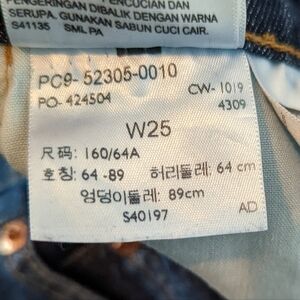 PENGERINGAN DIBALIK DENGAN WARNA
SERUPA. GUNAKAN SABUN CUCI CAIR.
S41135 SML PA
PC9- 52305-0010
PO- 424504 CW- 1019
4309
W25
尺码: 160/64A
호칭: 64 -89 허리둘레: 64 cm
엉덩이둘레: 89cm
S40197 AD